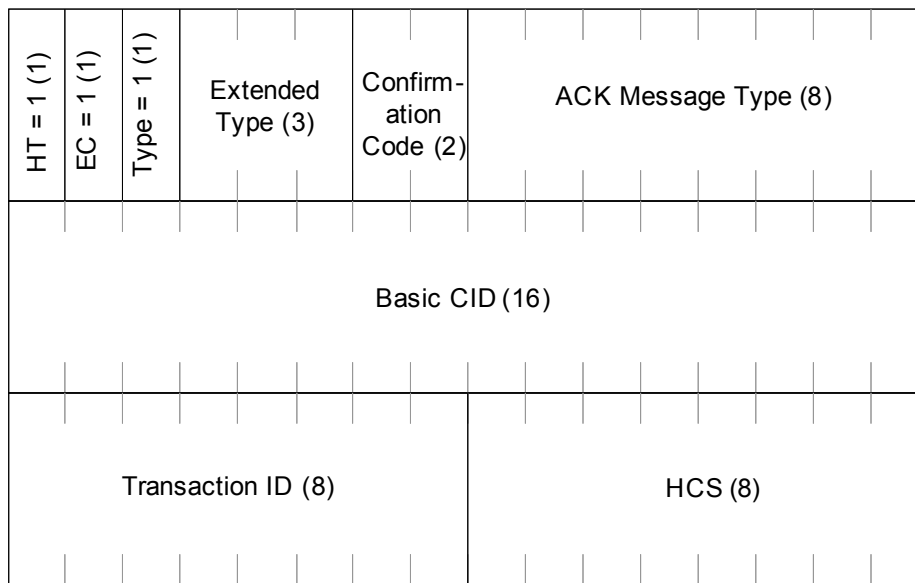 HT = 1 (1)
EC = 1 (1)
Type = 1 (1)
Extended
Type (3)
Confirm-
ation
Code (2)
ACK Message Type (8)
Basic CID (16)
Transaction ID (8)
HCS (8)